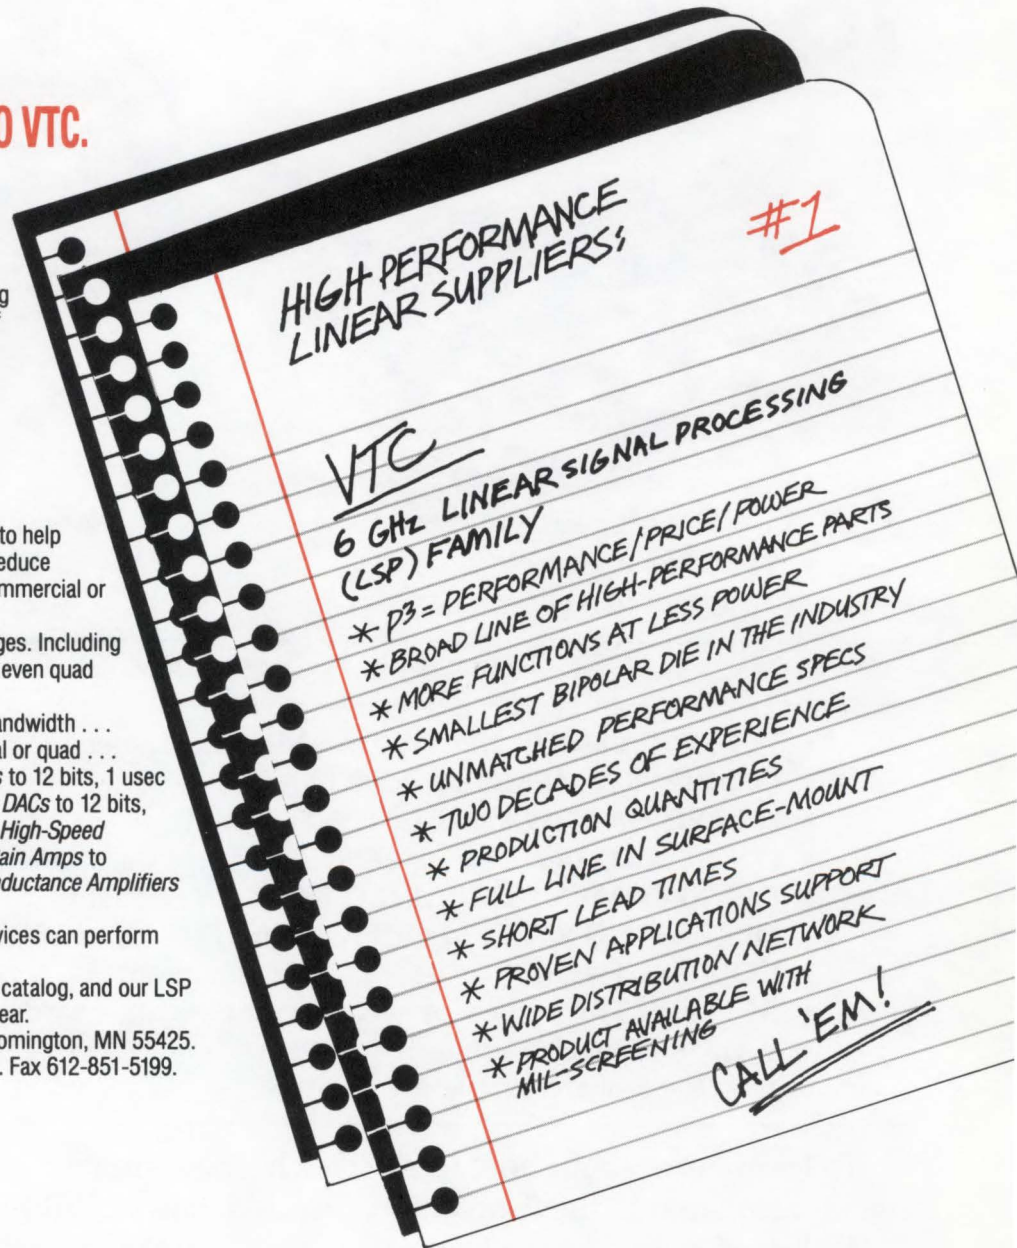 O VTC.
g
to help
educe
ommercial or
ges. Including
even quad
andwidth . . .
al or quad . . .
s to 12 bits, 1 usec
DACs to 12 bits,
High-Speed
ain Amps to
nductance Amplifiers
vices can perform
catalog, and our LSP
ear.
omington, MN 55425.
. Fax 612-851-5199.
#1
HIGH PERFORMANCE
LINEAR SUPPLIERS:
VTC
6 GHz LINEAR SIGNAL PROCESSING
(LSP) FAMILY
* P³ = PERFORMANCE/PRICE/POWER
* BROAD LINE OF HIGH-PERFORMANCE PARTS
* MORE FUNCTIONS AT LESS POWER
* SMALLEST BIPOLAR DIE IN THE INDUSTRY
* UNMATCHED PERFORMANCE SPECS
* TWO DECADES OF EXPERIENCE
* PRODUCTION QUANTITIES
* FULL LINE IN SURFACE-MOUNT
* SHORT LEAD TIMES
* PROVEN APPLICATIONS SUPPORT
* WIDE DISTRIBUTION NETWORK
* PRODUCT AVAILABLE WITH
MIL-SCREENING
CALL 'EM!